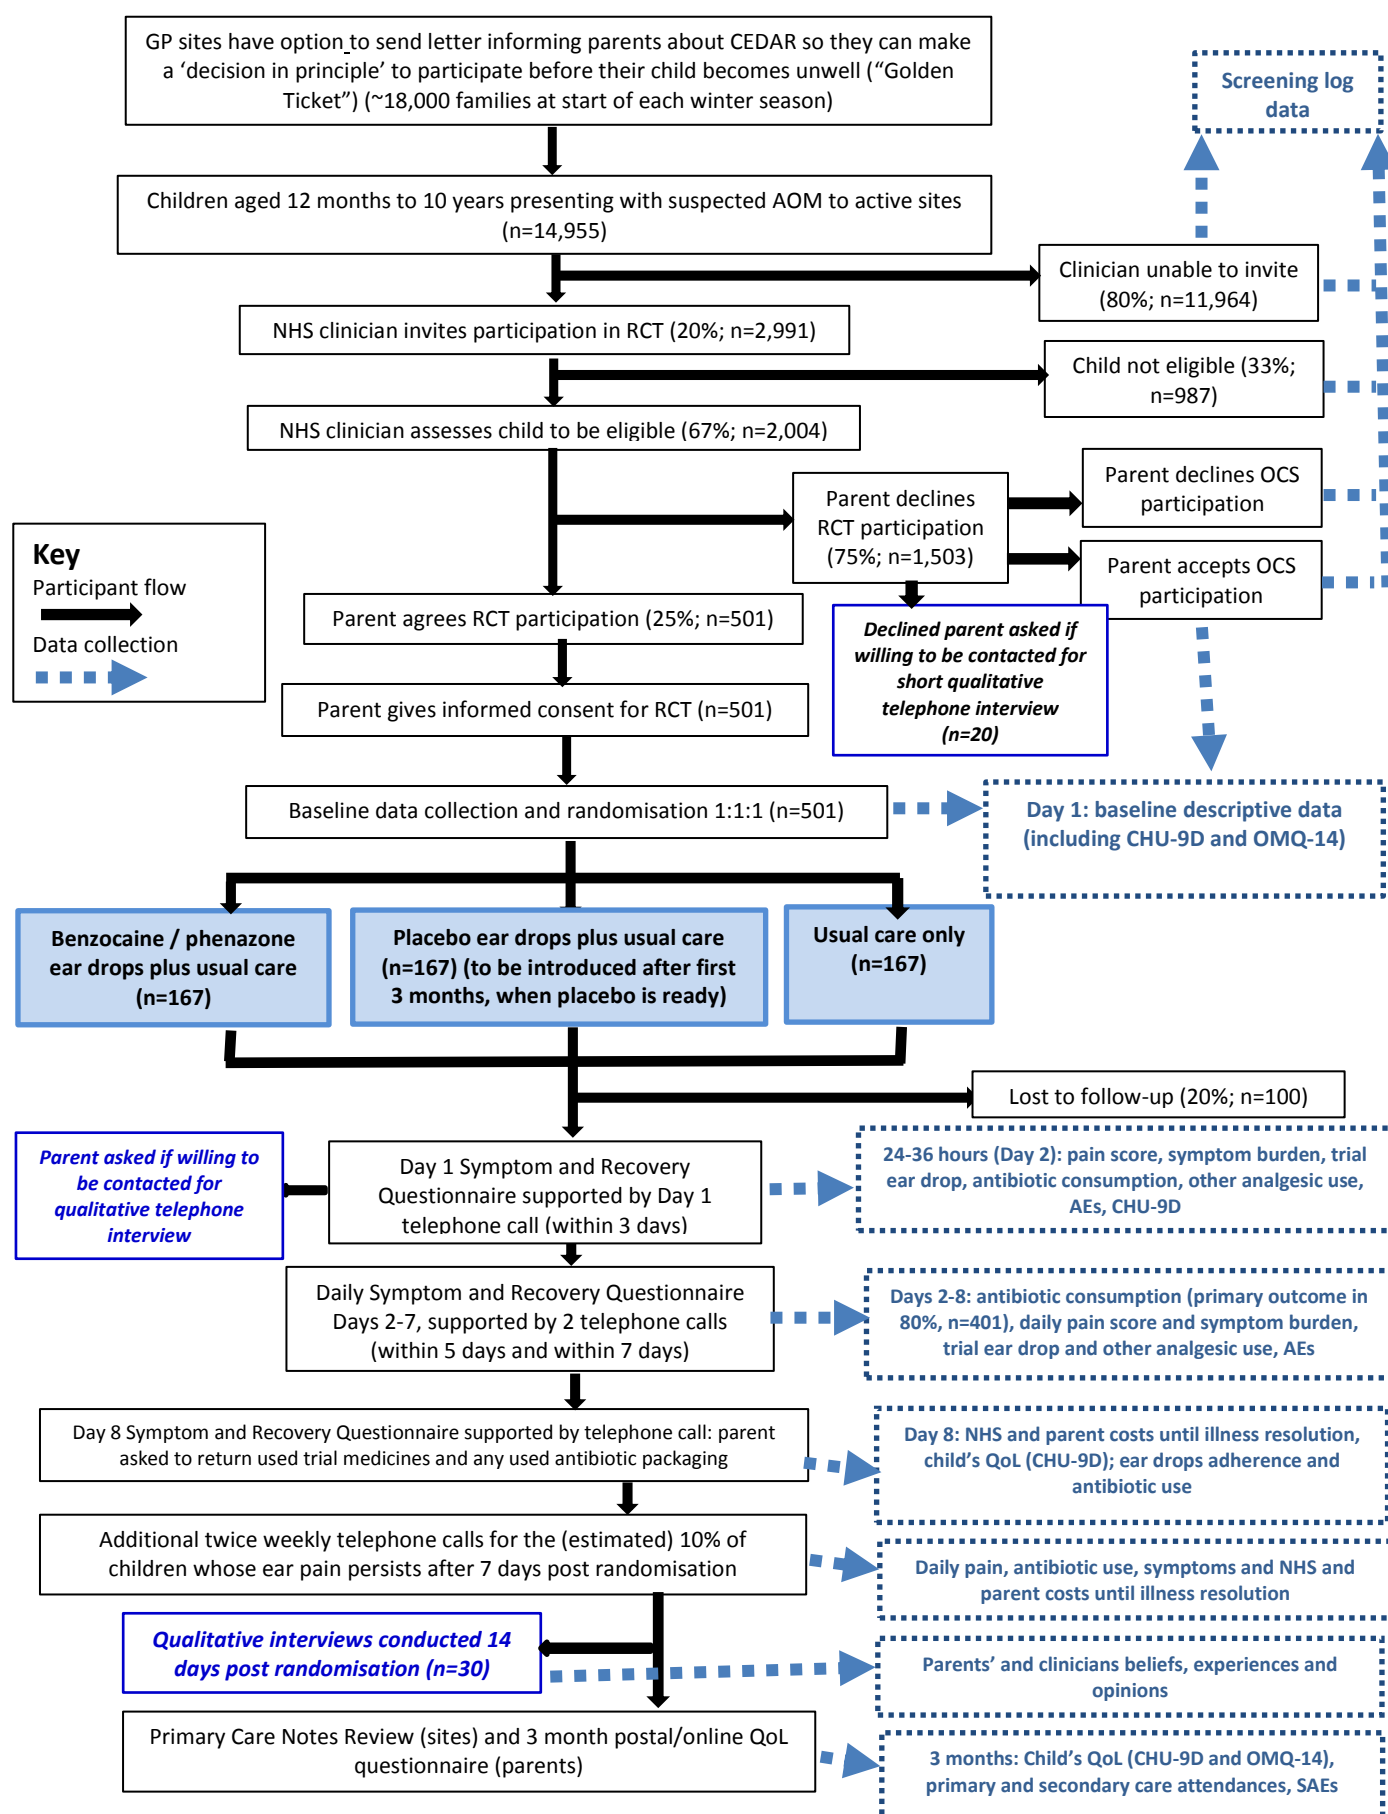 GP sites have option to send letter informing parents about CEDAR so they can make
a ‘decision in principle’ to participate before their child becomes unwell (“Golden
Ticket”) (~18,000 families at start of each winter season)
Screening log
data
Children aged 12 months to 10 years presenting with suspected AOM to active sites
(n=14,955)
Clinician unable to invite
(80%; n=11,964)
NHS clinician invites participation in RCT (20%; n=2,991)
Child not eligible (33%;
n=987)
NHS clinician assesses child to be eligible (67%; n=2,004)
Parent declines
RCT participation
(75%; n=1,503)
Parent declines OCS
participation
Parent accepts OCS
participation
Key
Participant flow
Data collection
Parent agrees RCT participation (25%; n=501)
Declined parent asked if
willing to be contacted for
short qualitative
telephone interview
(n=20)
Parent gives informed consent for RCT (n=501)
Baseline data collection and randomisation 1:1:1 (n=501)
Day 1: baseline descriptive data
(including CHU-9D and OMQ-14)
Benzocaine / phenazone
ear drops plus usual care
(n=167)
Placebo ear drops plus usual care
(n=167) (to be introduced after first
3 months, when placebo is ready)
Usual care only
(n=167)
Lost to follow-up (20%; n=100)
Parent asked if willing to
be contacted for
qualitative telephone
interview
Day 1 Symptom and Recovery
Questionnaire supported by Day 1
telephone call (within 3 days)
24-36 hours (Day 2): pain score, symptom burden, trial
ear drop, antibiotic consumption, other analgesic use,
AEs, CHU-9D
Daily Symptom and Recovery Questionnaire
Days 2-7, supported by 2 telephone calls
(within 5 days and within 7 days)
Days 2-8: antibiotic consumption (primary outcome in
80%, n=401), daily pain score and symptom burden,
trial ear drop and other analgesic use, AEs
Day 8 Symptom and Recovery Questionnaire supported by telephone call: parent
asked to return used trial medicines and any used antibiotic packaging
Day 8: NHS and parent costs until illness resolution,
child’s QoL (CHU-9D); ear drops adherence and
antibiotic use
Additional twice weekly telephone calls for the (estimated) 10% of
children whose ear pain persists after 7 days post randomisation
Daily pain, antibiotic use, symptoms and NHS and
parent costs until illness resolution
Qualitative interviews conducted 14
days post randomisation (n=30)
Parents’ and clinicians beliefs, experiences and
opinions
Primary Care Notes Review (sites) and 3 month postal/online QoL
questionnaire (parents)
3 months: Child’s QoL (CHU-9D and OMQ-14),
primary and secondary care attendances, SAEs